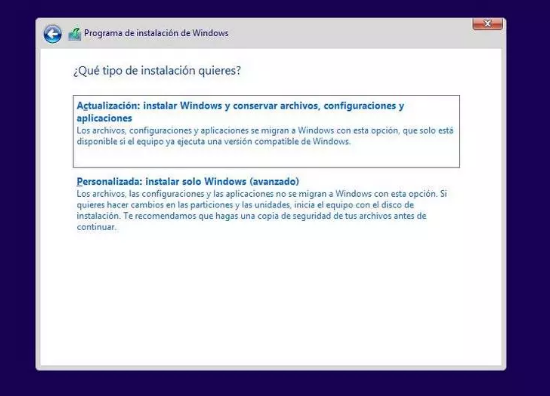 Programa de instalación de Windows
¿Qué tipo de instalación quieres?
Actualización: instalar Windows y conservar archivos, configuraciones y
aplicaciones
Los archivos, configuraciones y aplicaciones se migran a Windows con esta opción, que solo está
disponible si el equipo ya ejecuta una versión compatible de Windows.
Personalizada: instalar solo Windows (avanzado)
Los archivos, las configuraciones y las aplicaciones no se migran a Windows con esta opción. Si
quieres hacer cambios en las particiones y las unidades, inicia el equipo con el disco de
instalación. Te recomendamos que hagas una copia de seguridad de tus archivos antes de
continuar.